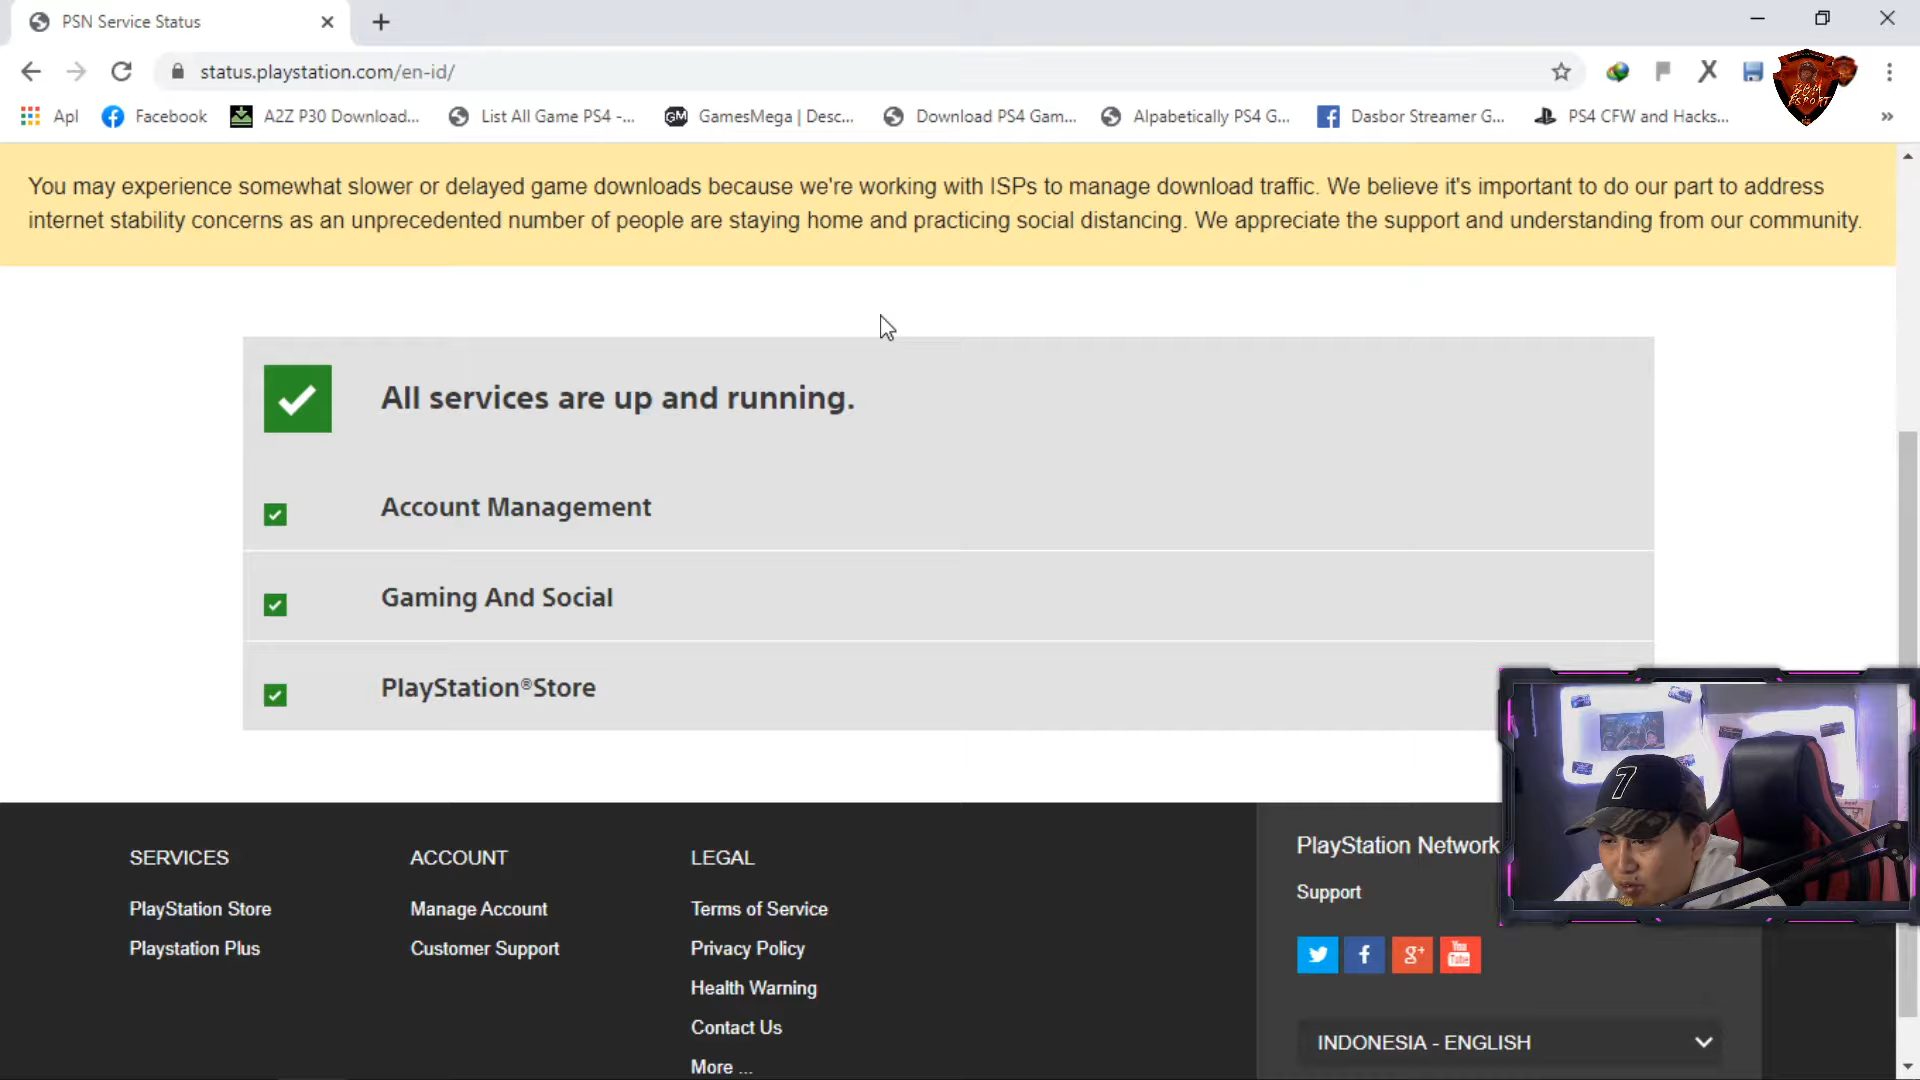 PSN Service Status
status.playstation.com/en-id/
Apl Facebook A2Z P30 Download... List All Game PS4 -... GamesMega | Desc... Download PS4 Gam... Alpabetically PS4 G... Dasbor Streamer G... PS4 CFW and Hacks... »
You may experience somewhat slower or delayed game downloads because we're working with ISPs to manage download traffic. We believe it's important to do our part to address
internet stability concerns as an unprecedented number of people are staying home and practicing social distancing. We appreciate the support and understanding from our community.
All services are up and running.
Account Management
Gaming And Social
PlayStation®Store
SERVICES
PlayStation Store
Playstation Plus
ACCOUNT
Manage Account
Customer Support
LEGAL
Terms of Service
Privacy Policy
Health Warning
Contact Us
More ...
PlayStation Network
Support
g+
You
Tube
INDONESIA - ENGLISH
7